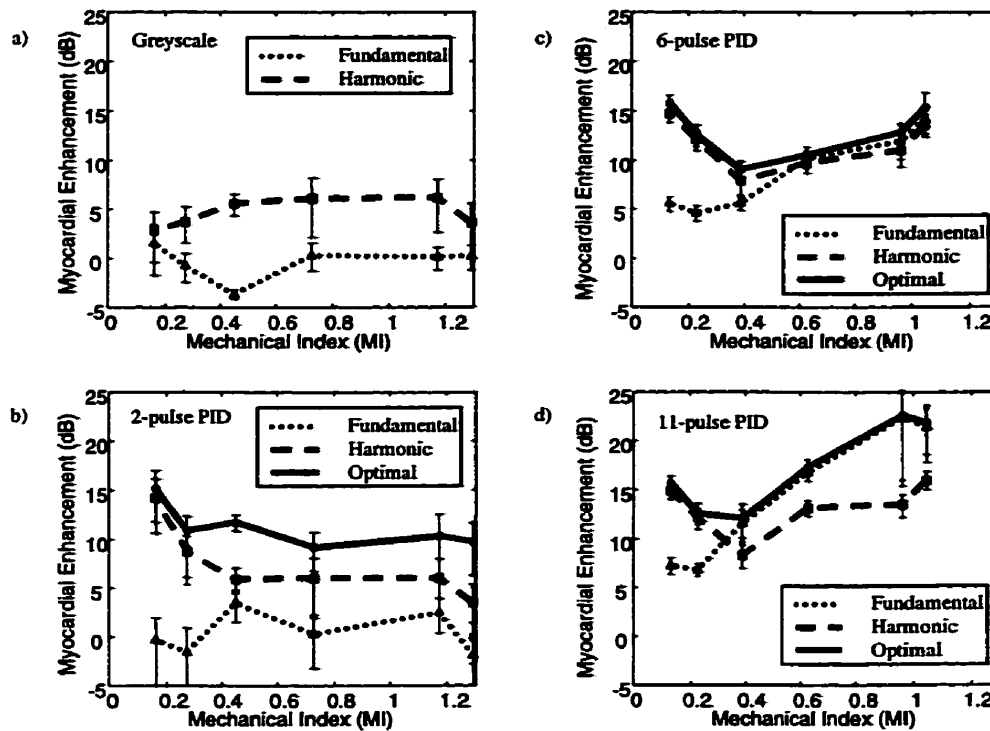 a)
Greyscale
Fundamental
Harmonic
Myocardial Enhancement (dB)
25
20
15
10
5
0
-5
0
0.2
0.4
0.6
0.8
1
1.2
Mechanical Index (MI)
b)
2-pulse PID
Fundamental
Harmonic
Optimal
Myocardial Enhancement (dB)
25
20
15
10
5
0
-5
0
0.2
0.4
0.6
0.8
1
1.2
Mechanical Index (MI)
c)
6-pulse PID
Fundamental
Harmonic
Optimal
Myocardial Enhancement (dB)
25
20
15
10
5
0
-5
0
0.2
0.4
0.6
0.8
1
1.2
Mechanical Index (MI)
d)
11-pulse PID
Fundamental
Harmonic
Optimal
Myocardial Enhancement (dB)
25
20
15
10
5
0
-5
0
0.2
0.4
0.6
0.8
1
1.2
Mechanical Index (MI)